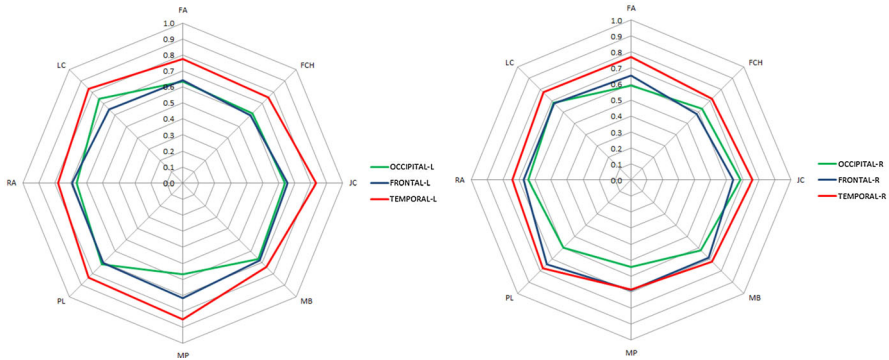 FA
1.0
0.9
0.8
0.7
0.6
0.5
0.4
0.3
0.2
0.1
0.0
LC
FCH
RA
JC
PL
MB
MP
OCCIPITAL-L
FRONTAL-L
TEMPORAL-L
FA
1.0
0.9
0.8
0.7
0.6
0.5
0.4
0.3
0.2
0.1
0.0
LC
FCH
RA
JC
PL
MB
MP
OCCIPITAL-R
FRONTAL-R
TEMPORAL-R